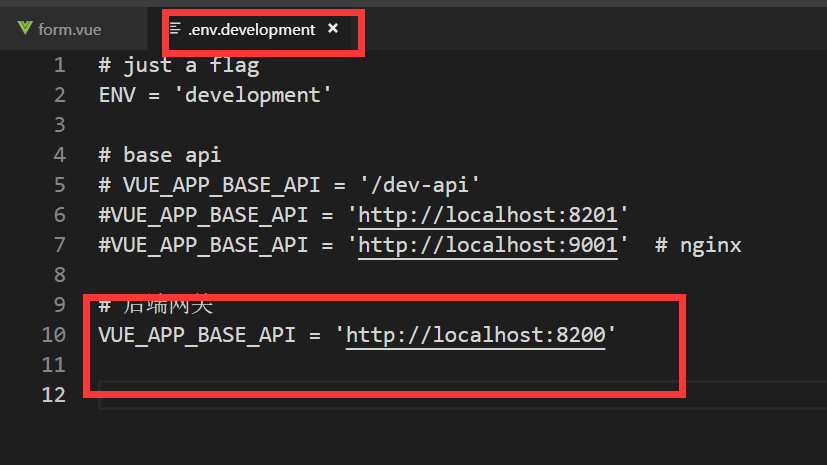 form.vue
.env.development ×
1 # just a flag
2 ENV = 'development'
3
4 # base api
5 # VUE_APP_BASE_API = '/dev-api'
6 #VUE_APP_BASE_API = 'http://localhost:8201'
7 #VUE_APP_BASE_API = 'http://localhost:9001'  # nginx
8
9 # 后端网关
10 VUE_APP_BASE_API = 'http://localhost:8200'
11
12